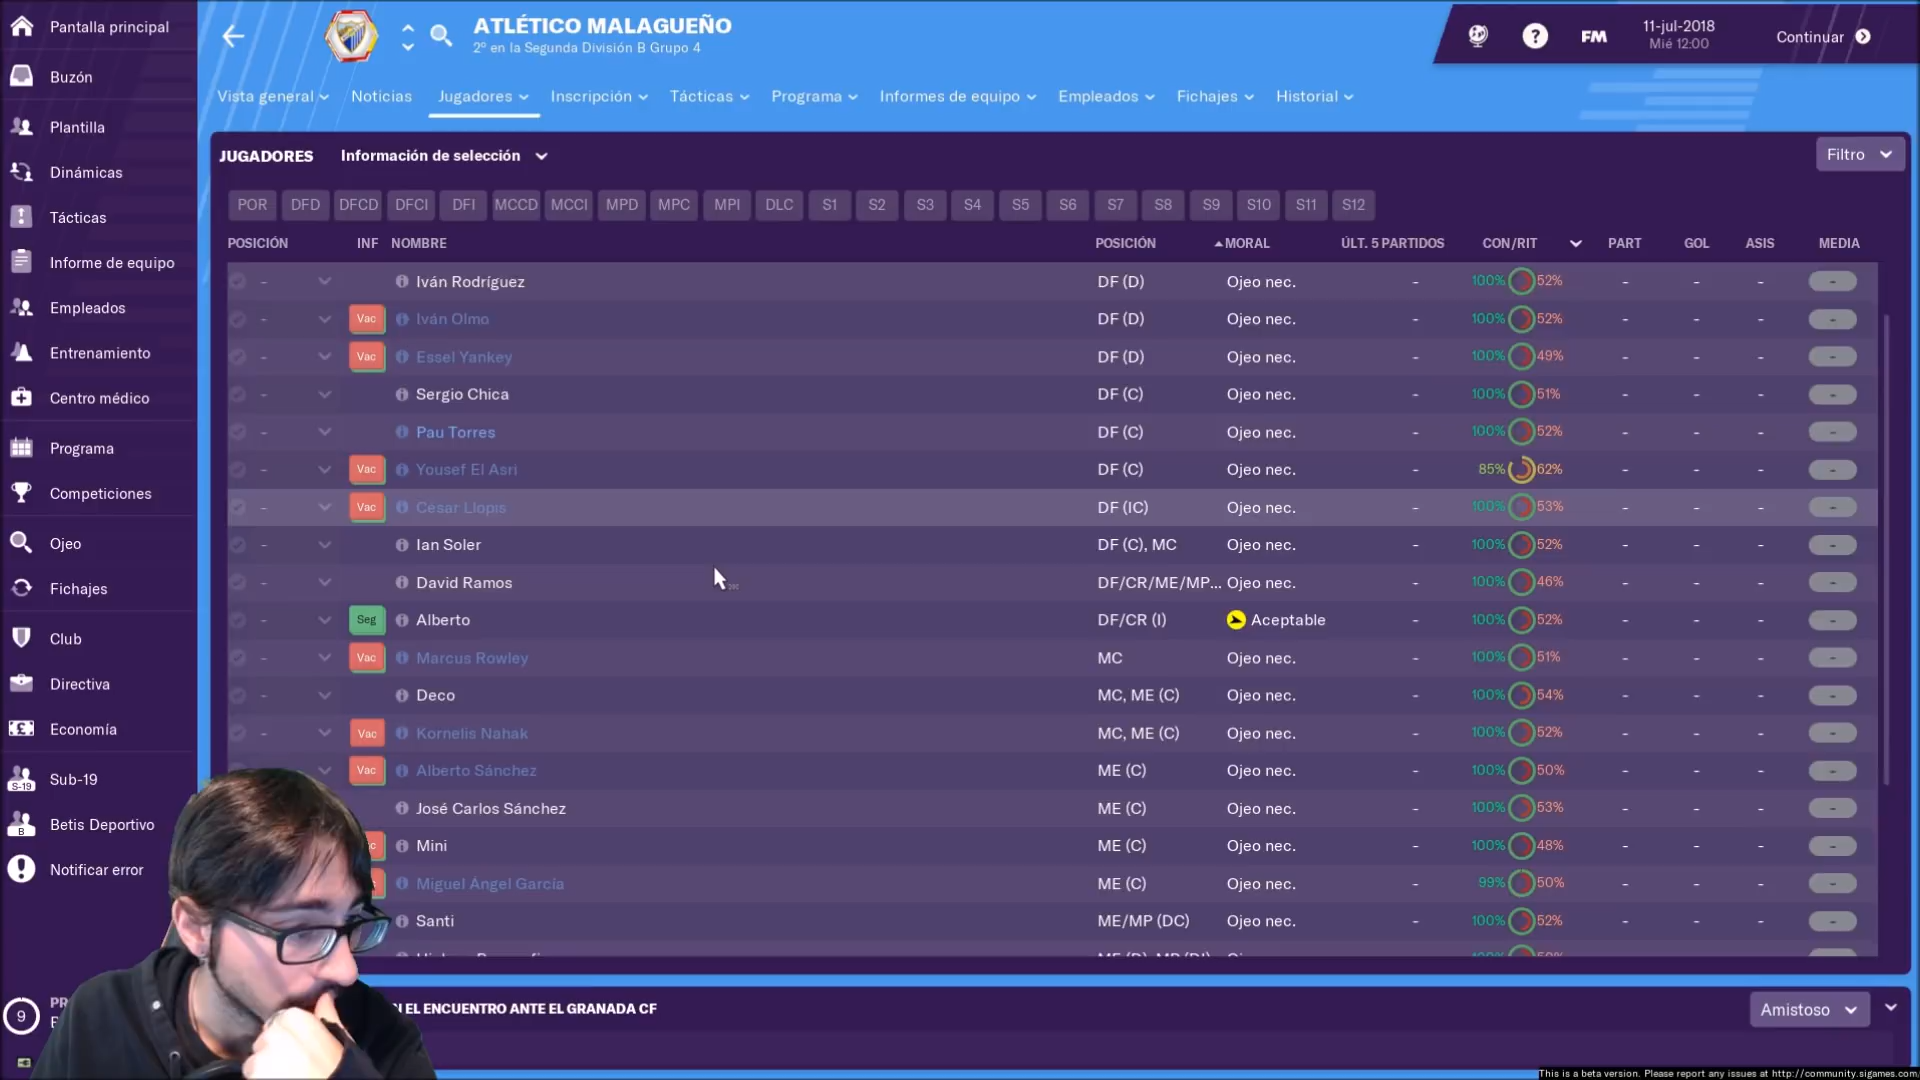 Pantalla principal
Buzón
Plantilla
Dinámicas
Tácticas
Informe de equipo
Empleados
Entrenamiento
Centro médico
Programa
Competiciones
Ojeo
Fichajes
Club
Directiva
Economía
S-19 Sub-19
B Betis Deportivo
Notificar error
9
ATLÉTICO MALAGUEÑO
2º en la Segunda División B Grupo 4
? FM 11-jul-2018 Continuar
Mié 12:00
Vista general Noticias Jugadores Inscripción Tácticas Programa Informes de equipo Empleados Fichajes Historial
JUGADORES Información de selección Filtro
POR DFD DFCD DFCI DFI MCCD MCCI MPD MPC MPI DLC S1 S2 S3 S4 S5 S6 S7 S8 S9 S10 S11 S12
POSICIÓN INF NOMBRE POSICIÓN MORAL ÚLT. 5 PARTIDOS CON/RIT PART GOL ASIS MEDIA
- Iván Rodríguez DF (D) Ojeo nec. - 100% 52% - - - -
- Vac Iván Olmo DF (D) Ojeo nec. - 100% 52% - - - -
- Vac Essel Yankey DF (D) Ojeo nec. - 100% 49% - - - -
- Sergio Chica DF (C) Ojeo nec. - 100% 51% - - - -
- Pau Torres DF (C) Ojeo nec. - 100% 52% - - - -
- Vac Yousef El Asri DF (C) Ojeo nec. - 85% 62% - - - -
- Vac César Llopis DF (IC) Ojeo nec. - 100% 53% - - - -
- Ian Soler DF (C), MC Ojeo nec. - 100% 52% - - - -
- David Ramos DF/CR/ME/MP... Ojeo nec. - 100% 46% - - - -
- Seg Alberto DF/CR (I) Aceptable - 100% 52% - - - -
- Vac Marcus Rowley MC Ojeo nec. - 100% 51% - - - -
- Deco MC, ME (C) Ojeo nec. - 100% 54% - - - -
- Vac Kornelis Nahak MC, ME (C) Ojeo nec. - 100% 52% - - - -
Vac Alberto Sánchez ME (C) Ojeo nec. - 100% 50% - - - -
José Carlos Sánchez ME (C) Ojeo nec. - 100% 53% - - - -
Mini ME (C) Ojeo nec. - 100% 48% - - - -
Miguel Ángel García ME (C) Ojeo nec. - 99% 50% - - - -
Santi ME/MP (DC) Ojeo nec. - 100% 52% - - - -
EL ENCUENTRO ANTE EL GRANADA CF Amistoso
This is a beta version. Please report any issues at http://community.sigames.com